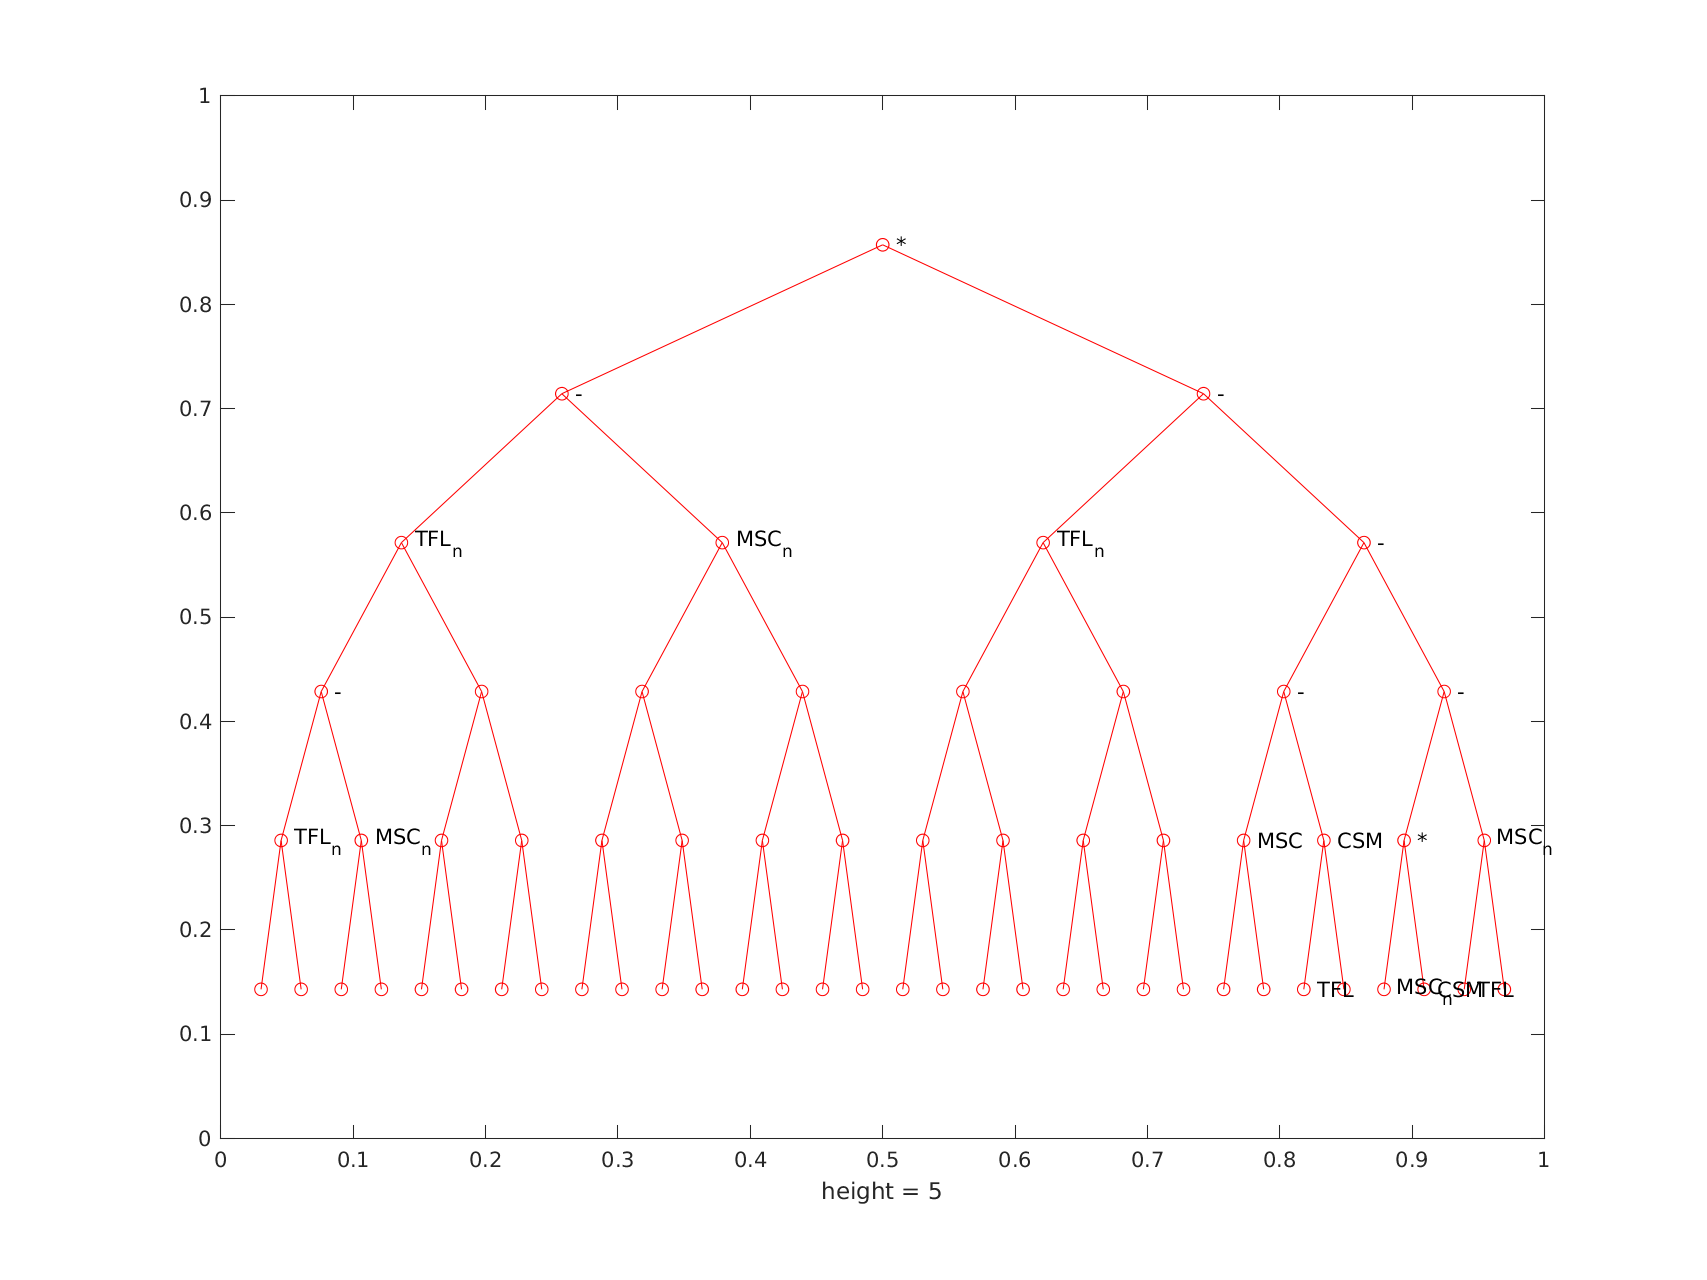 1
0.9
*
0.8
- -
0.7
0.6
TFLn MSCn TFLn -
0.5
- - -
0.4
0.3
TFLn MSCn MSC CSM * MSCn
0.2
TFL MSCn CSM TFL
0.1
0
0 0.1 0.2 0.3 0.4 0.5 0.6 0.7 0.8 0.9 1
height = 5